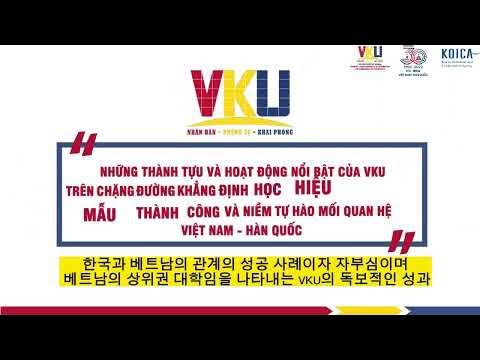 KOICA
VKU
NHÂN BẢN - PHỤNG SỰ - KHAI PHÓNG
NHỮNG THÀNH TỰU VÀ HOẠT ĐỘNG NỔI BẬT CỦA VKU
TRÊN CHẶNG ĐƯỜNG KHẲNG ĐỊNH HỌC HIỆU
MẪU THÀNH CÔNG VÀ NIỀM TỰ HÀO MỐI QUAN HỆ
VIỆT NAM - HÀN QUỐC
한국과 베트남의 관계의 성공 사례이자 자부심이며
베트남의 상위권 대학임을 나타내는 VKU의 독보적인 성과